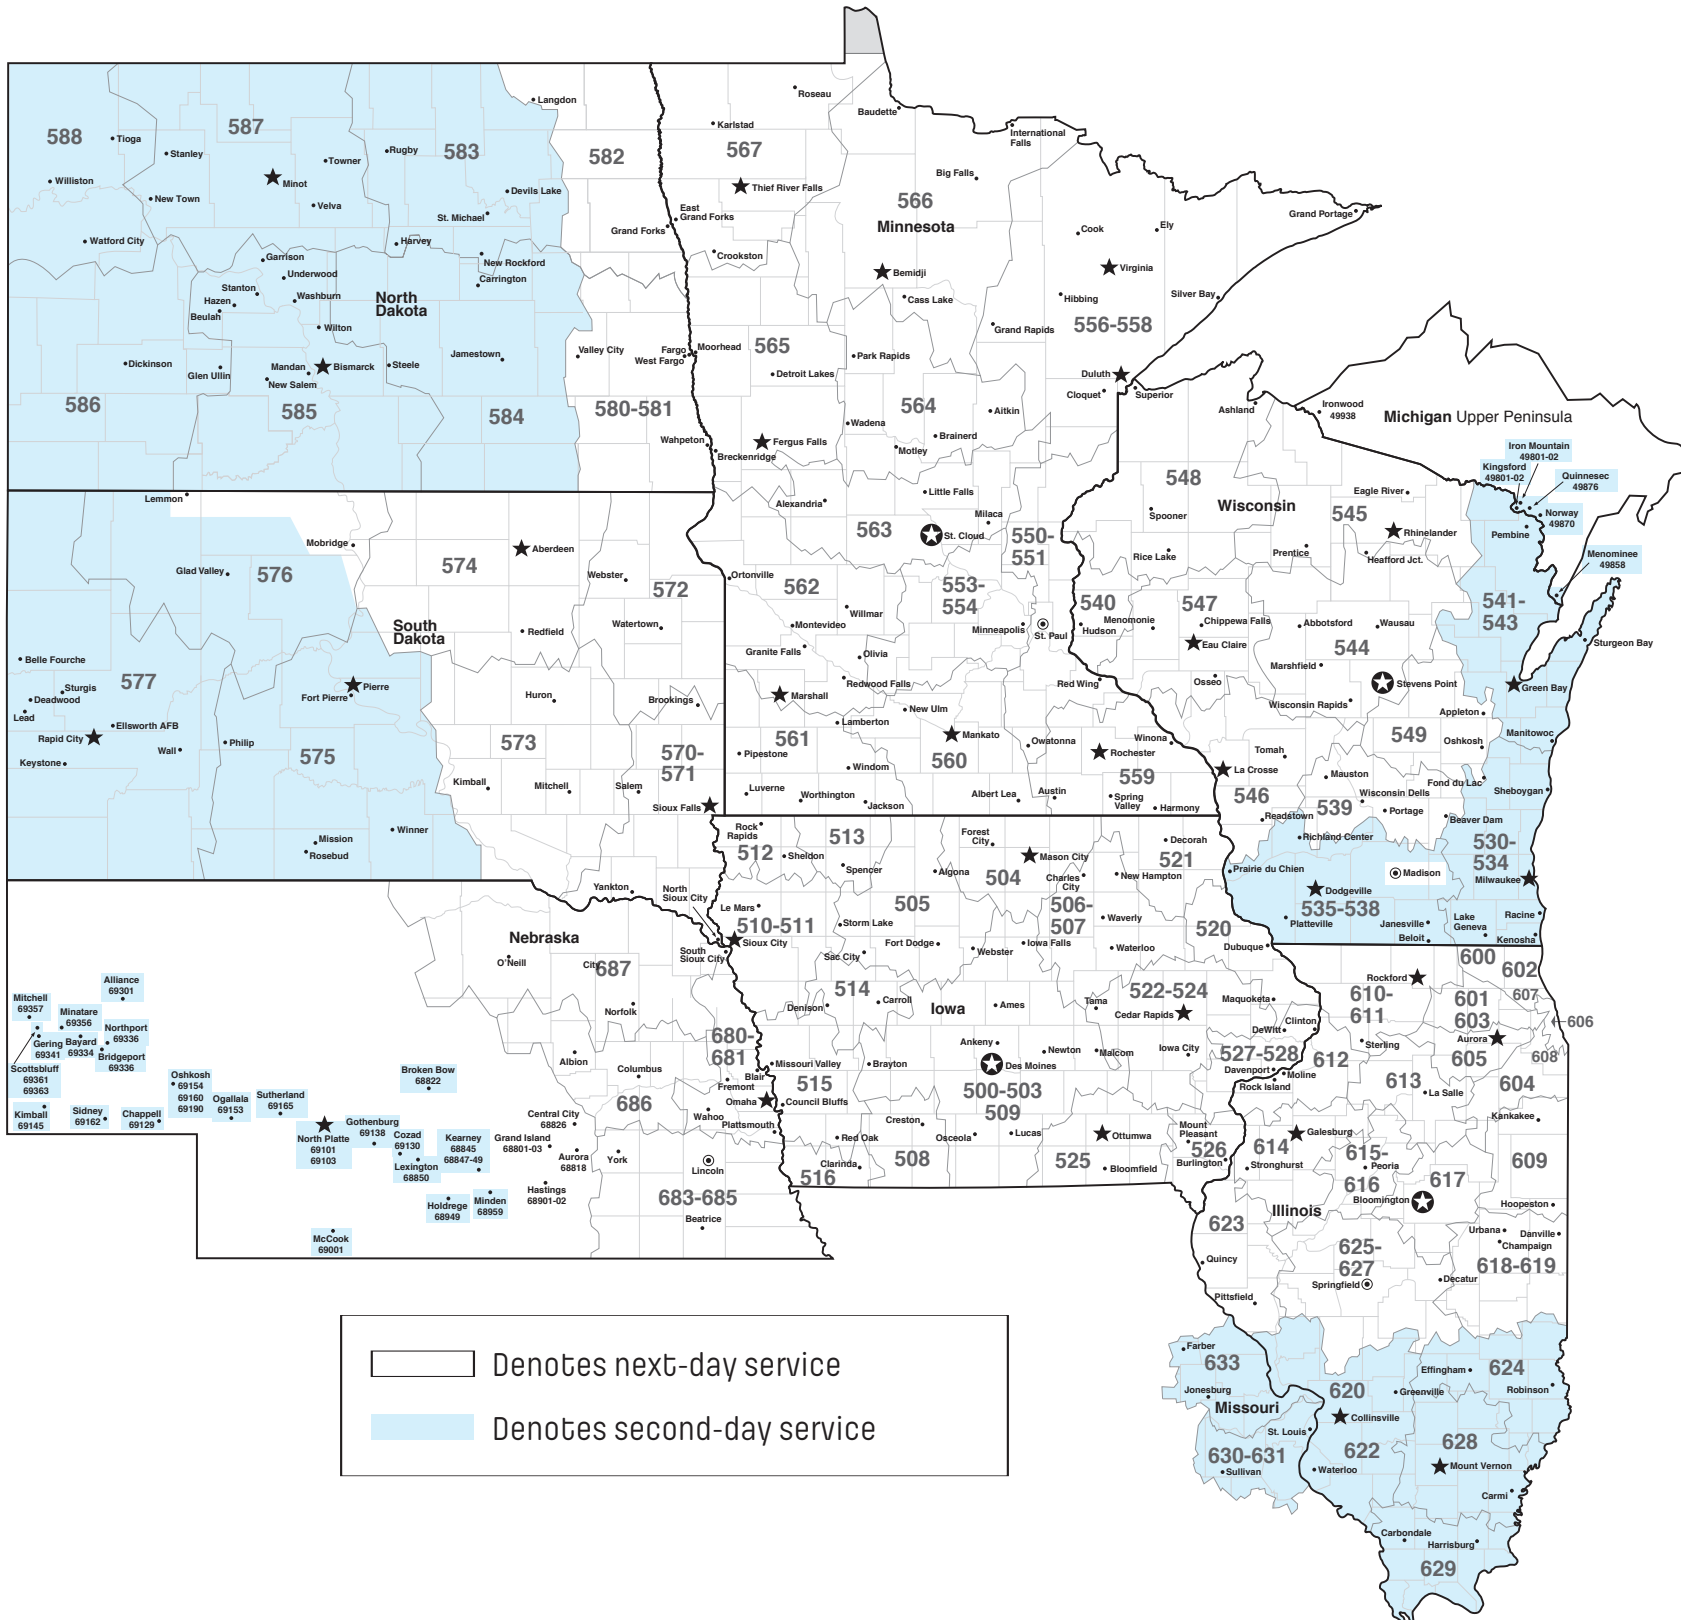 588
Tioga
Stanley
587
Minot
Towner
Rugby
583
Langdon
582
Williston
New Town
Velva
Devils Lake
St. Michael
Watford City
Harvey
Garrison
Underwood
Stanton
Hazen
Washburn
Beulah
North
Dakota
New Rockford
Carrington
Wilton
Dickinson
Glen Ullin
Mandan
Bismarck
New Salem
Steele
Jamestown
586
585
584
580-581
Valley City
Fargo
West Fargo
Wahpeton
Grand Forks
East
Grand Forks
Roseau
Karlstad
567
Thief River Falls
Crookston
Baudette
International
Falls
Big Falls
566
Minnesota
Bemidji
Cass Lake
Cook
Ely
Virginia
Hibbing
Grand Portage
Silver Bay
Grand Rapids
556-558
Moorhead
565
Detroit Lakes
Park Rapids
564
Wadena
Aitkin
Brainerd
Motley
Duluth
Cloquet
Superior
Fergus Falls
Breckenridge
Alexandria
Little Falls
Milaca
563
St. Cloud
550-
551
Ortonville
562
553-
554
Willmar
Montevideo
Minneapolis
St. Paul
Granite Falls
Olivia
Redwood Falls
Red Wing
Marshall
New Ulm
Lamberton
Mankato
561
Pipestone
Windom
560
Owatonna
Rochester
Winona
559
Luverne
Worthington
Jackson
Albert Lea
Austin
Spring
Valley
Harmony
Lemmon
Mobridge
Glad Valley
576
574
Aberdeen
Webster
572
South
Dakota
Redfield
Watertown
Belle Fourche
577
Sturgis
Deadwood
Lead
Ellsworth AFB
Rapid City
Wall
Keystone
Philip
Pierre
Fort Pierre
575
Huron
Brookings
573
570-
571
Kimball
Mitchell
Salem
Sioux Falls
Mission
Rosebud
Winner
Yankton
North
Sioux City
Ashland
Ironwood
49938
Michigan Upper Peninsula
Iron Mountain
49801-02
Kingsford
49801-02
Quinnesec
49876
Norway
49870
Pembine
Menominee
49858
548
Wisconsin
Eagle River
545
Spooner
Rhinelander
Rice Lake
Prentice
Heafford Jct.
540
Hudson
Menomonie
547
Chippewa Falls
Eau Claire
Abbotsford
Wausau
544
541-
543
Sturgeon Bay
Marshfield
Osseo
Stevens Point
Wisconsin Rapids
Green Bay
Appleton
549
Oshkosh
Manitowoc
Tomah
La Crosse
Mauston
Fond du Lac
Sheboygan
546
539
Wisconsin Dells
Portage
Readstown
Beaver Dam
Richland Center
530-
534
Prairie du Chien
Madison
Milwaukee
Dodgeville
535-538
Platteville
Janesville
Beloit
Lake
Geneva
Racine
Kenosha
Rock
Rapids
512
Sheldon
513
Spencer
Forest
City
Algona
Mason City
504
Charles
City
New Hampton
Decorah
521
Le Mars
510-511
Sioux City
Storm Lake
505
506-
507
Waverly
520
Sac City
Fort Dodge
Webster
Iowa Falls
Waterloo
Dubuque
514
Denison
Carroll
Iowa
Ames
Tama
522-524
Cedar Rapids
Maquoketa
DeWitt
Clinton
Ankeny
Newton
Malcom
Iowa City
527-528
Davenport
Missouri Valley
Brayton
Des Moines
515
Council Bluffs
500-503
509
Creston
Osceola
Lucas
Ottumwa
Mount
Pleasant
Red Oak
508
525
526
Clarinda
516
Bloomfield
Burlington
Nebraska
O'Neill
City
687
South
Sioux City
Norfolk
680-
681
Albion
Columbus
Blair
Fremont
686
Omaha
Wahoo
Plattsmouth
Central City
68826
Grand Island
68801-03
Aurora
68818
York
Lincoln
683-685
Hastings
68901-02
Beatrice
Alliance
69301
Mitchell
69357
Minatare
69356
Northport
69336
Gering
69341
Bayard
69334
Bridgeport
69336
Scottsbluff
69361
69363
Kimball
69145
Sidney
69162
Chappell
69129
Oshkosh
69154
69160
69190
Ogallala
69153
Sutherland
69165
Broken Bow
68822
North Platte
69101
69103
Gothenburg
69138
Cozad
69130
Lexington
68850
Kearney
68845
68847-49
Holdrege
68949
Minden
68959
McCook
69001
600
602
Rockford
610-
611
601
603
607
606
Aurora
605
608
Sterling
612
Moline
Rock Island
613
La Salle
604
Kankakee
614
Galesburg
615-
616
Peoria
Stronghurst
609
617
Bloomington
Hoopeston
Illinois
623
Urbana
Danville
Champaign
625-
627
618-619
Quincy
Springfield
Decatur
Pittsfield
Farber
633
Effingham
624
Jonesburg
Missouri
620
Greenville
Robinson
Collinsville
St. Louis
630-631
622
628
Sullivan
Waterloo
Mount Vernon
Carmi
Carbondale
Harrisburg
629
Denotes next-day service
Denotes second-day service